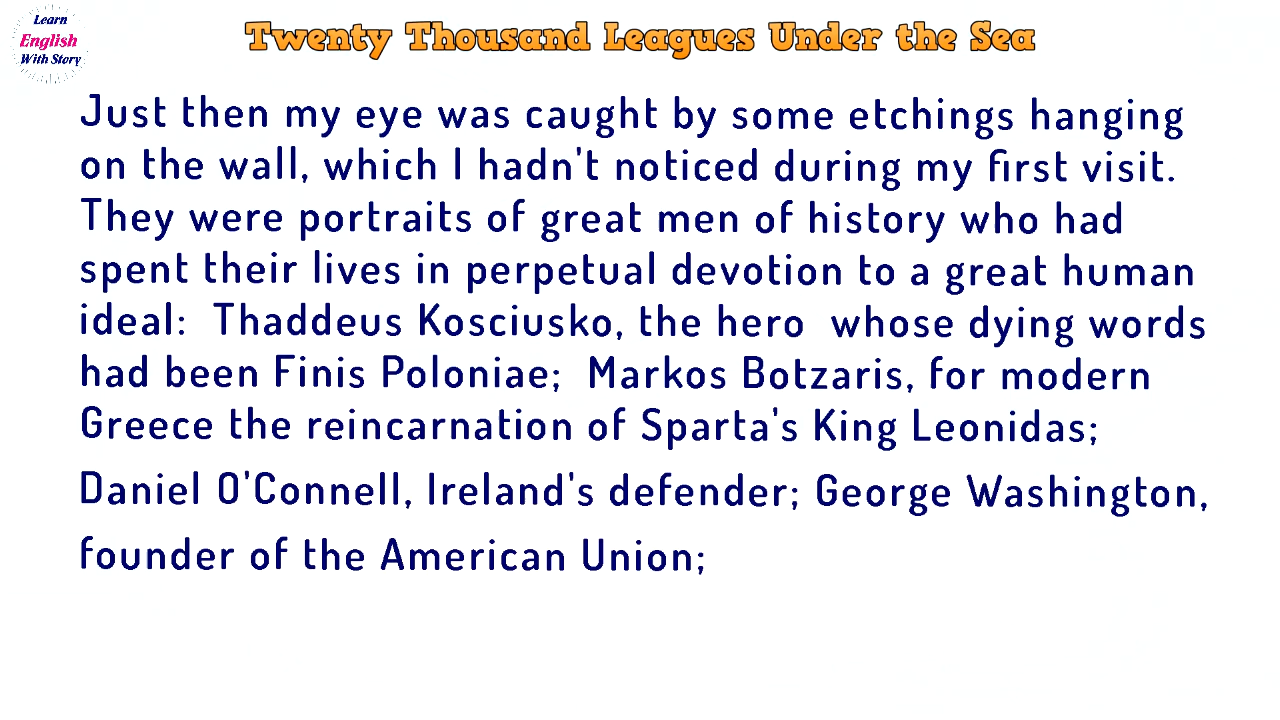 Learn
English
With Story
Twenty Thousand Leagues Under the Sea
Just then my eye was caught by some etchings hanging
on the wall, which I hadn't noticed during my first visit.
They were portraits of great men of history who had
spent their lives in perpetual devotion to a great human
ideal:  Thaddeus Kosciusko, the hero  whose dying words
had been Finis Poloniae;  Markos Botzaris, for modern
Greece the reincarnation of Sparta's King Leonidas;
Daniel O'Connell, Ireland's defender; George Washington,
founder of the American Union;